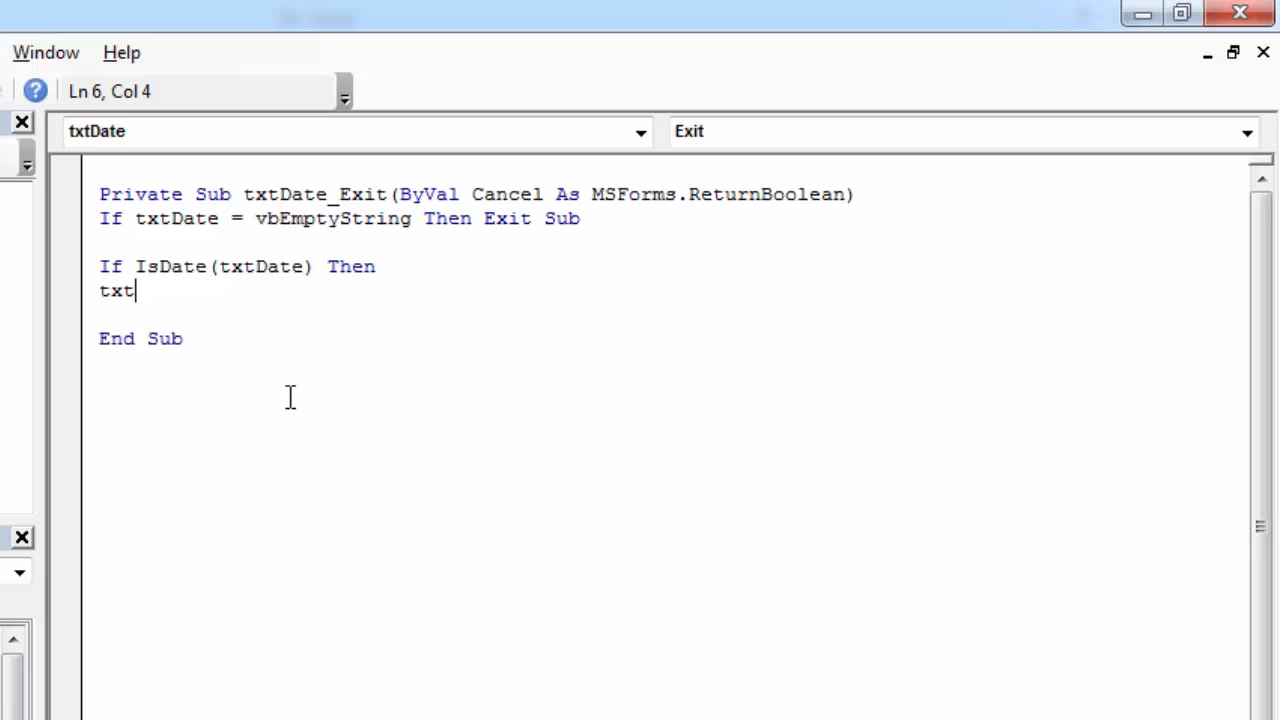 Window Help
Ln 6, Col 4
txtDate Exit
Private Sub txtDate_Exit(ByVal Cancel As MSForms.ReturnBoolean)
If txtDate = vbEmptyString Then Exit Sub
If IsDate(txtDate) Then
txt
End Sub